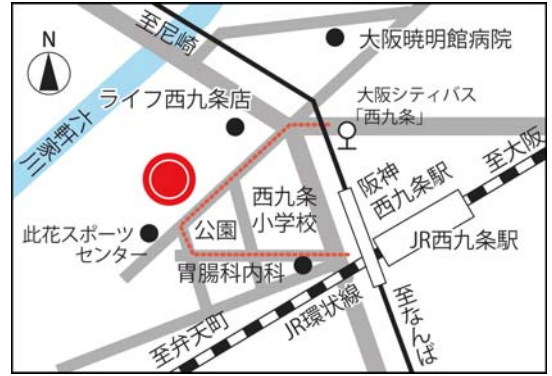 至尼崎
N
大阪暁明館病院
ライフ西九条店
大阪シティバス
「西九条」
六軒家川
至大阪
阪神
西九条駅
西九条
小学校
此花スポーツ
センター
公園
JR西九条駅
胃腸科内科
至弁天町
JR環状線
至なんば